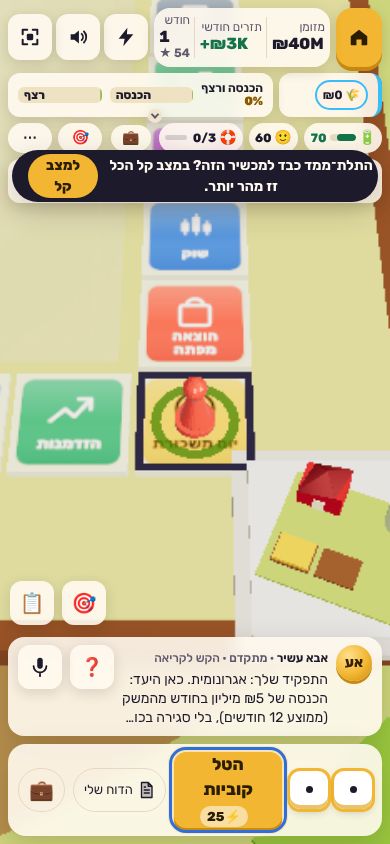 מזומן
₪40M
תזרים חודשי
+₪3K
חודש
1
★ 54
₪0
הכנסה ורצף
0%
הכנסה
רצף
70
60
0/3
...
התלת־ממד כבד למכשיר הזה? במצב קל הכל
זז מהר יותר.
למצב
קל
שוק
הוצאה
מפתה
הזדמנות
יום משכורת
אבא עשיר • מתקדם • הקש לקריאה
אע
התפקיד שלך: אגרונומית. כאן היעד:
הכנסה של ₪5 מיליון בחודש מהמשק
(ממוצע 12 חודשים), בלי סגירה בכו...
הטל
קוביות
⚡25
הדוח שלי